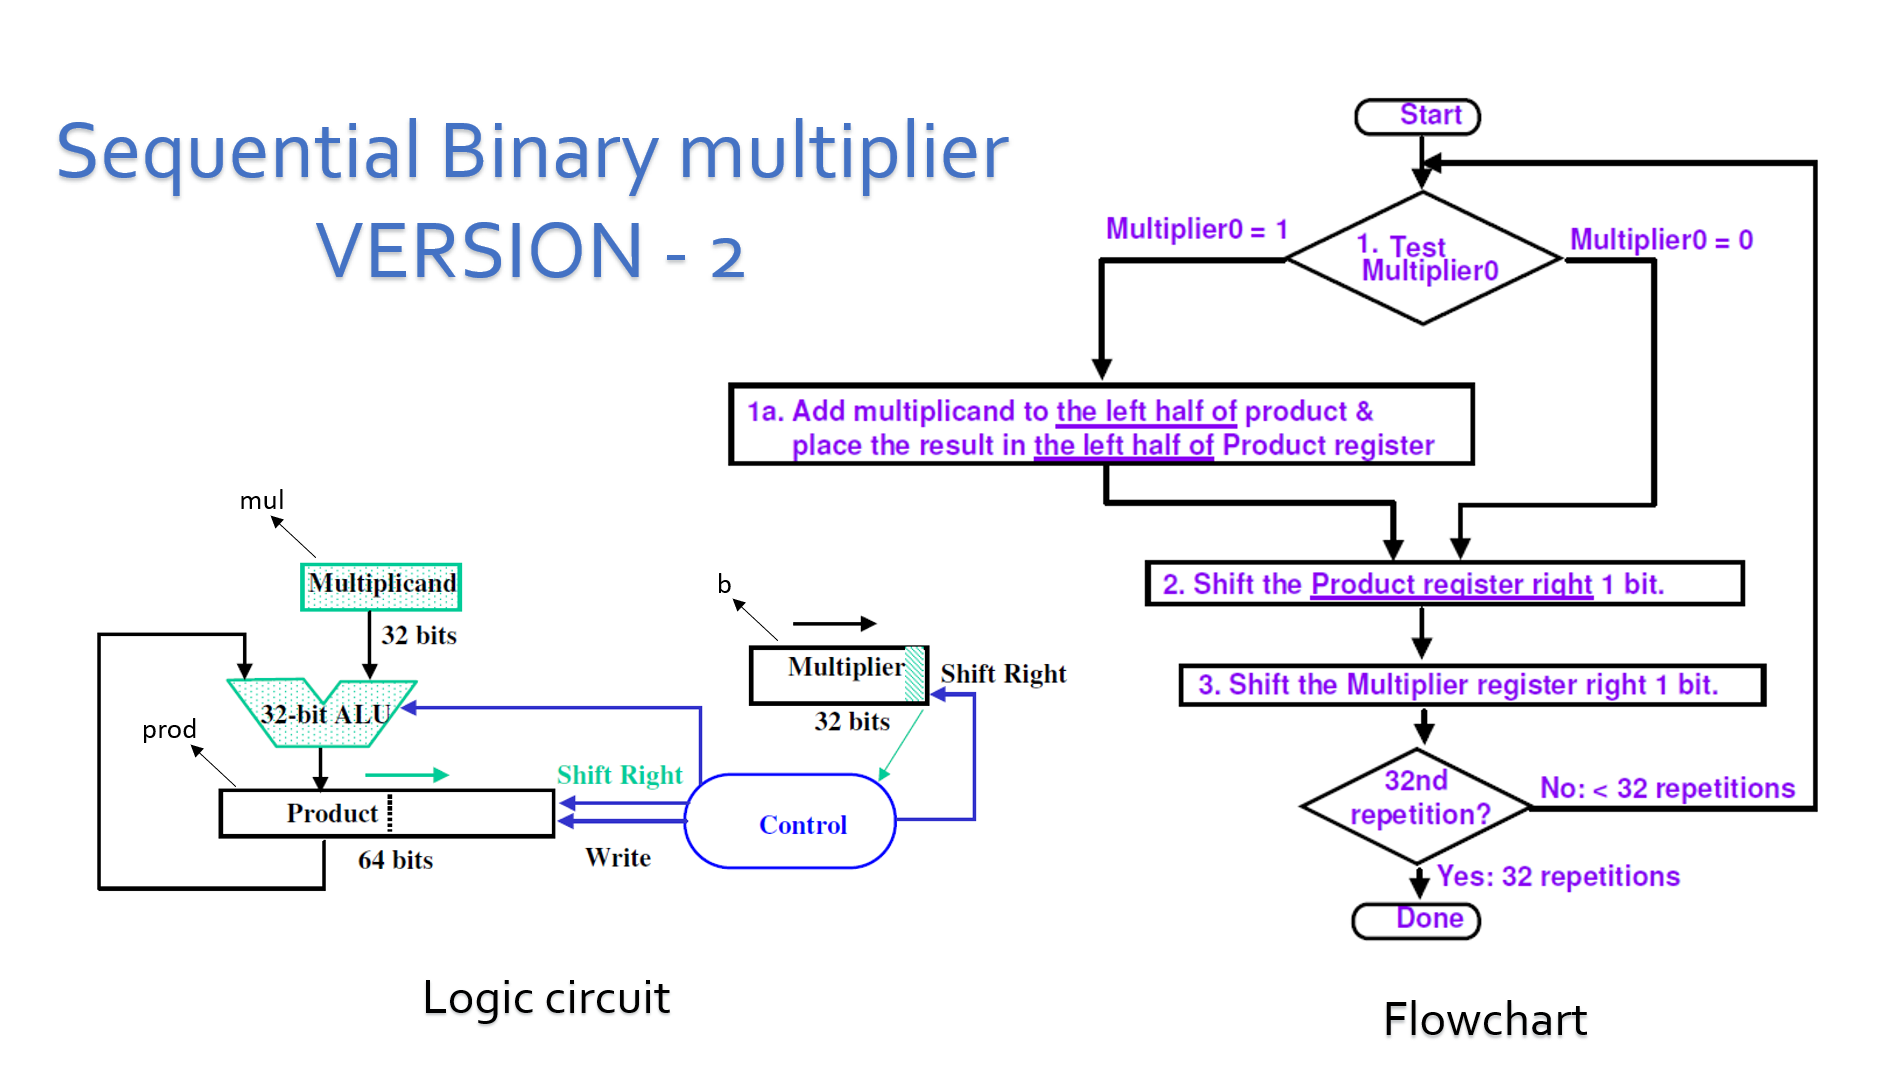 Sequential Binary multiplier
VERSION - 2
Start
Multiplier0 = 1
1. Test
Multiplier0
Multiplier0 = 0
1a. Add multiplicand to the left half of product &
place the result in the left half of Product register
2. Shift the Product register right 1 bit.
3. Shift the Multiplier register right 1 bit.
32nd
repetition?
No: < 32 repetitions
Yes: 32 repetitions
Done
Flowchart
mul
Multiplicand
32 bits
32-bit ALU
prod
Product
64 bits
Shift Right
Write
Control
b
Multiplier
32 bits
Shift Right
Logic circuit